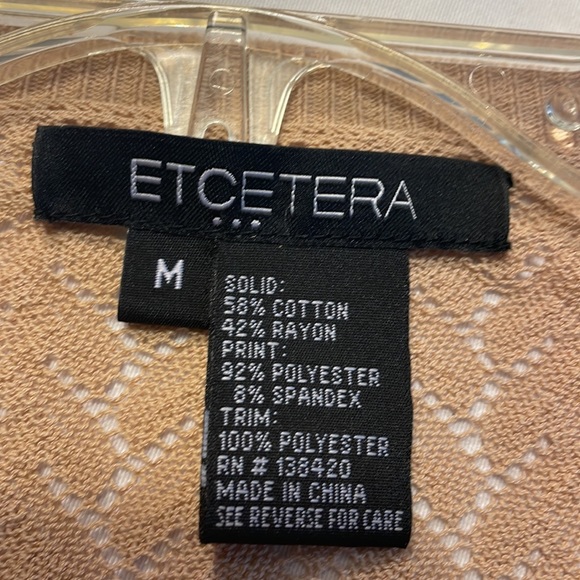 ETCETERA
...
M
SOLID:
58% COTTON
42% RAYON
PRINT:
92% POLYESTER
8% SPANDEX
TRIM:
100% POLYESTER
RN # 138420
MADE IN CHINA
SEE REVERSE FOR CARE